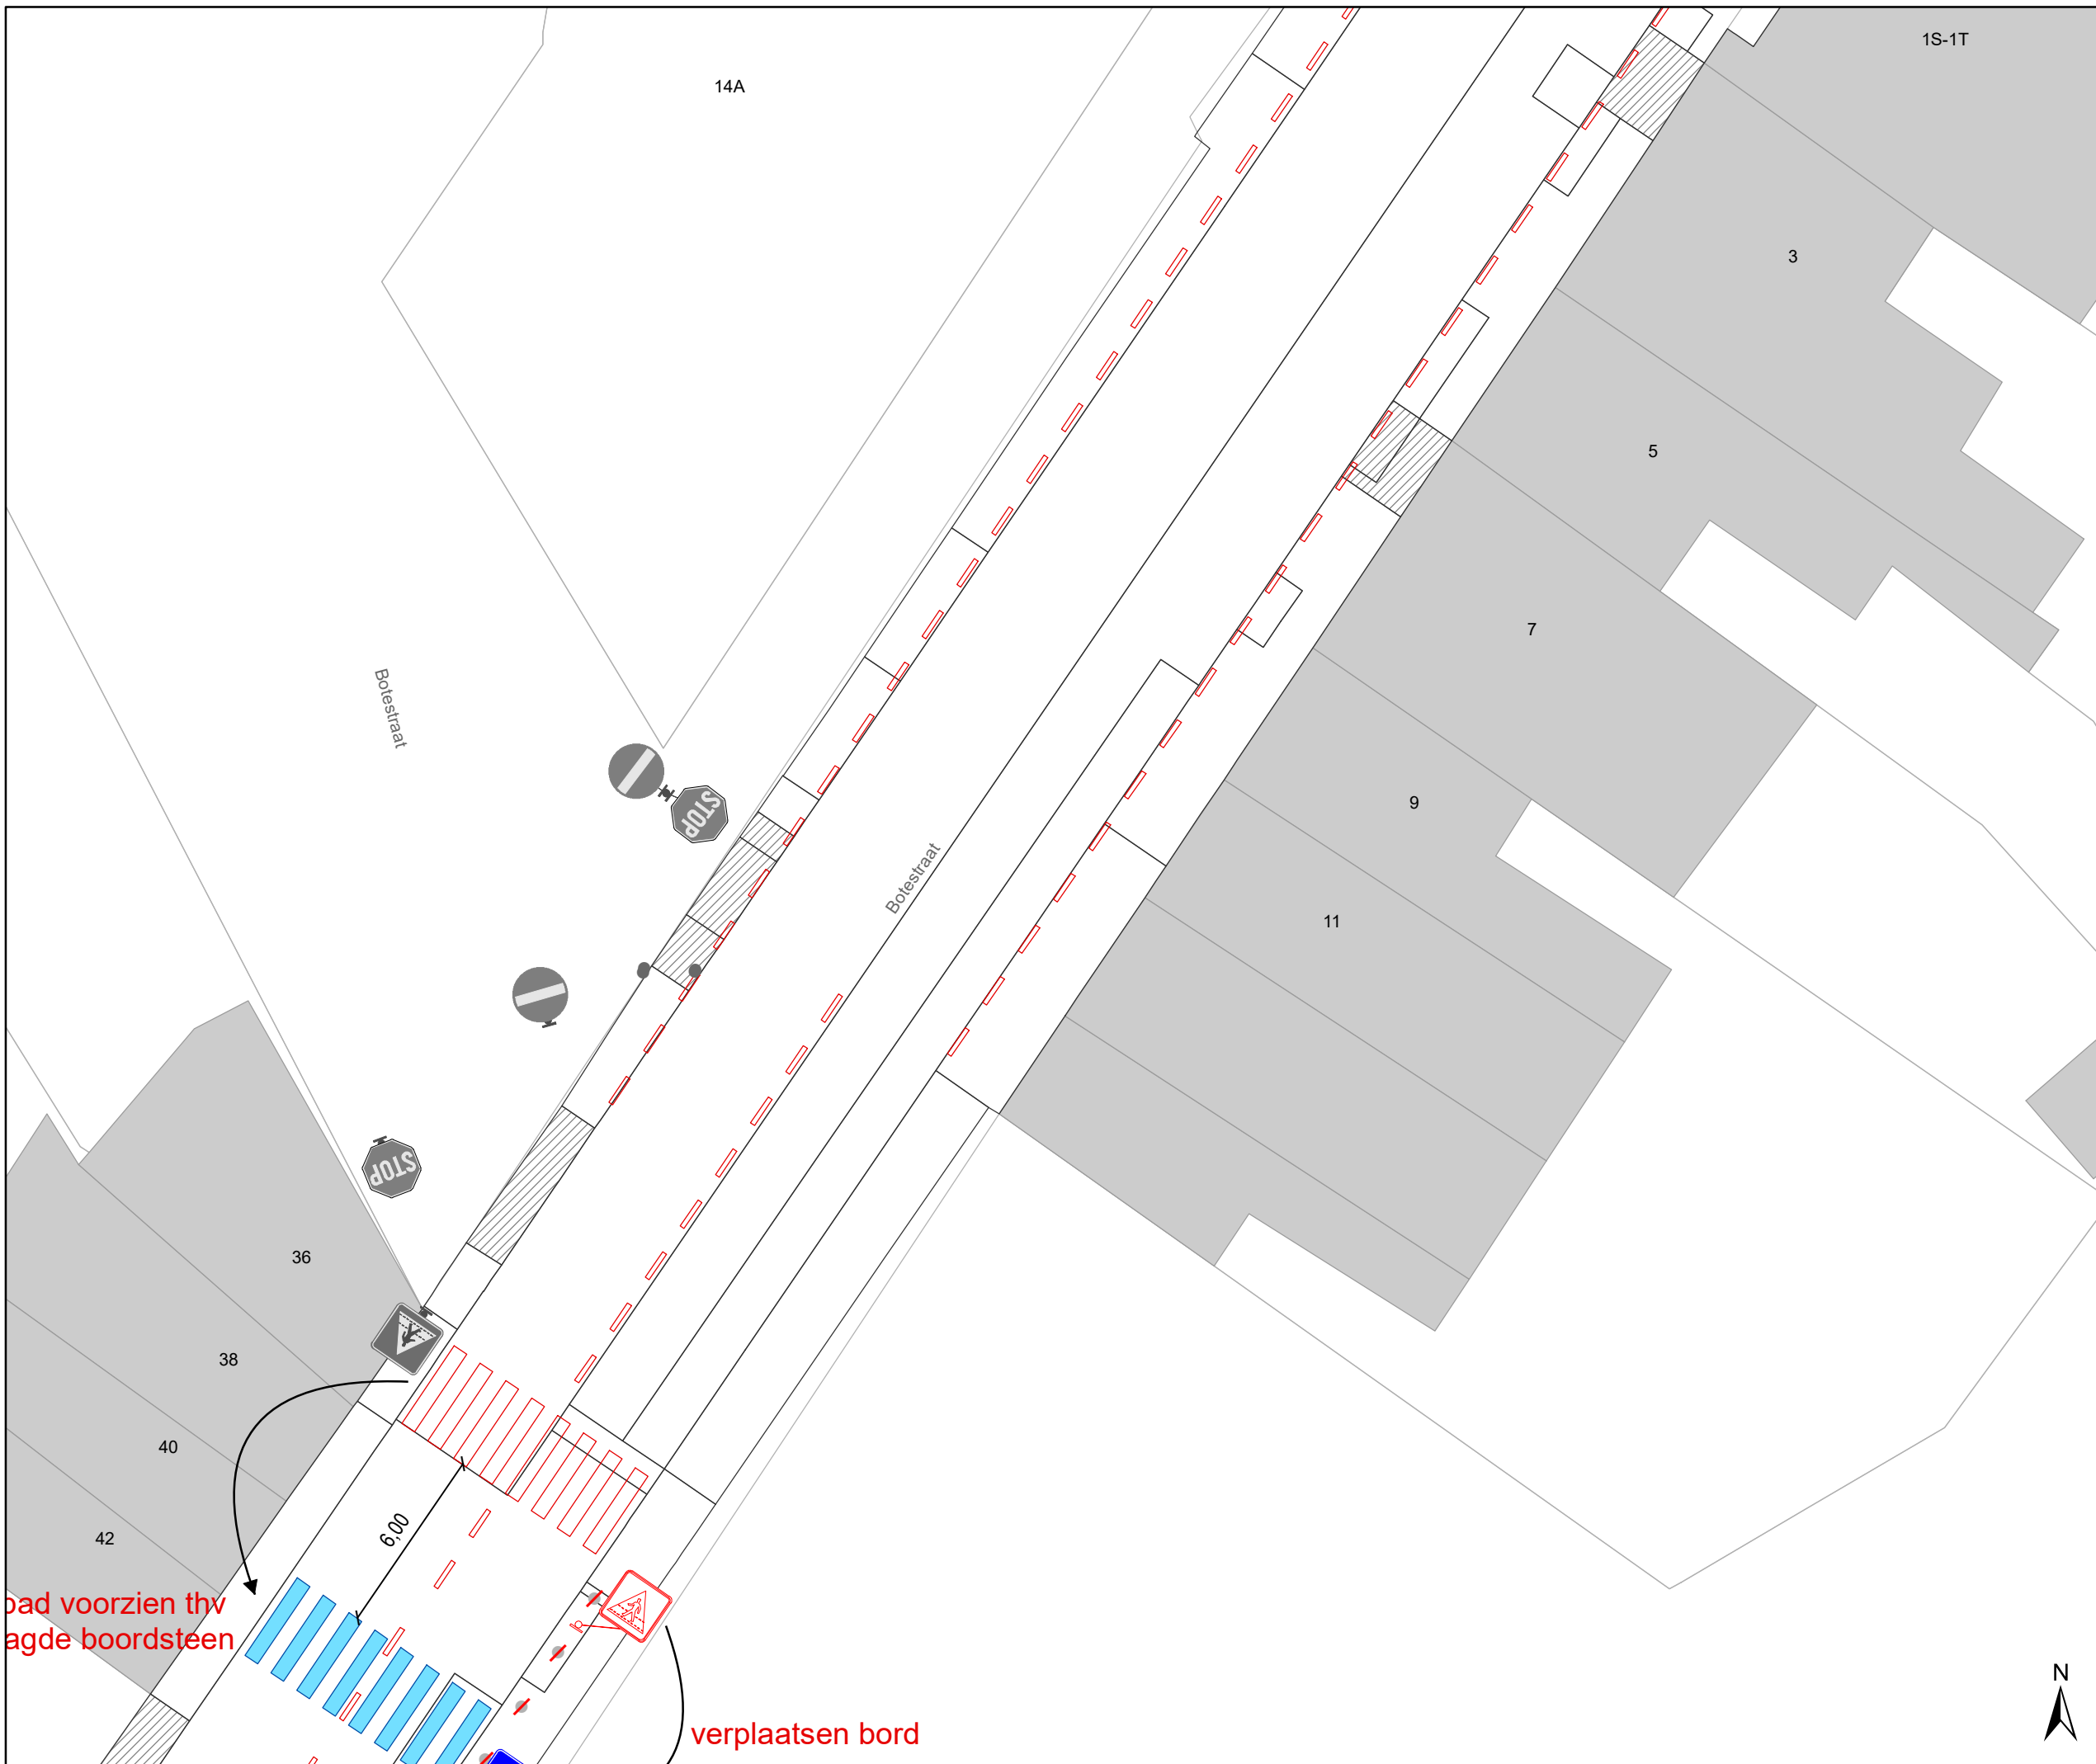 1S-1T
14A
3
5
7
Botestraat
STOP
9
Botestraat
11
STOP
36
38
40
6,00
42
pad voorzien thv
agde boordsteen
N
verplaatsen bord